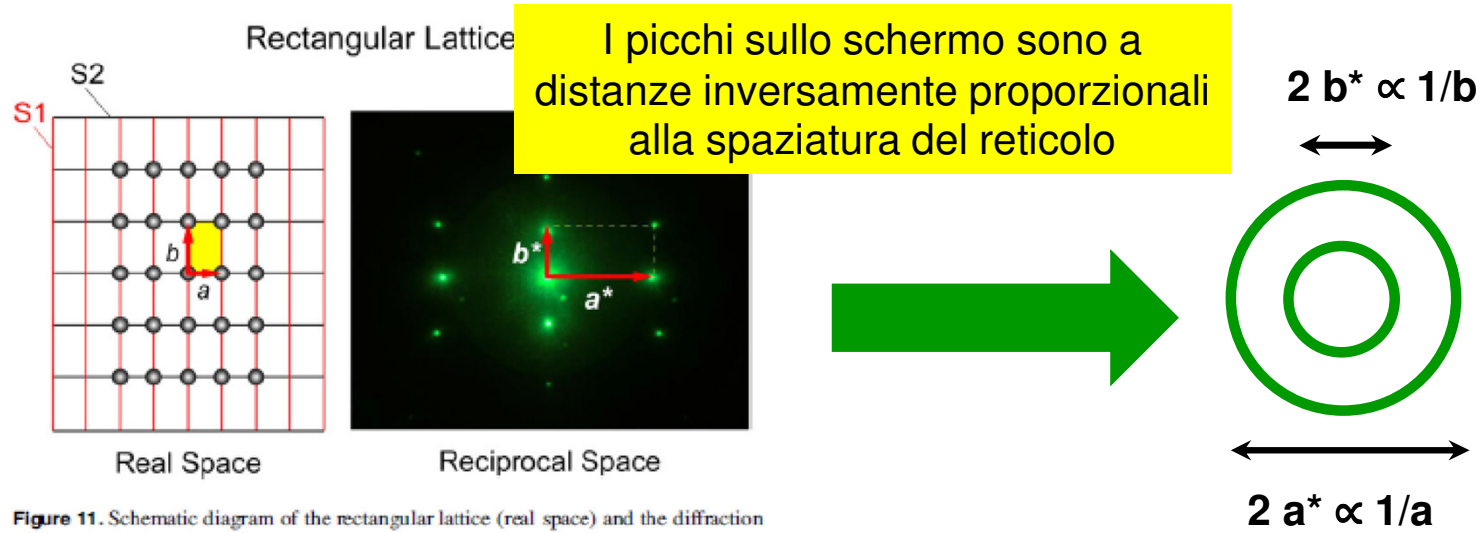 Rectangular Lattice
I picchi sullo schermo sono a
distanze inversamente proporzionali
alla spaziatura del reticolo
S2
S1
b
a
Real Space
b*
a*
Reciprocal Space
2 b* ∝ 1/b
2 a* ∝ 1/a
Figure 11. Schematic diagram of the rectangular lattice (real space) and the diffraction